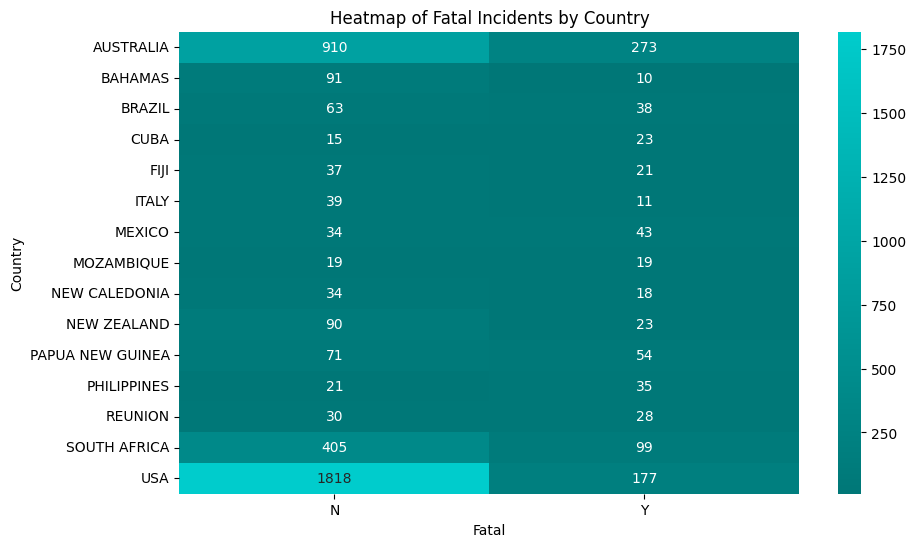 Heatmap of Fatal Incidents by Country
Country
AUSTRALIA 910 273
BAHAMAS 91 10
BRAZIL 63 38
CUBA 15 23
FIJI 37 21
ITALY 39 11
MEXICO 34 43
MOZAMBIQUE 19 19
NEW CALEDONIA 34 18
NEW ZEALAND 90 23
PAPUA NEW GUINEA 71 54
PHILIPPINES 21 35
REUNION 30 28
SOUTH AFRICA 405 99
USA 1818 177
N Y
Fatal
1750
1500
1250
1000
750
500
250